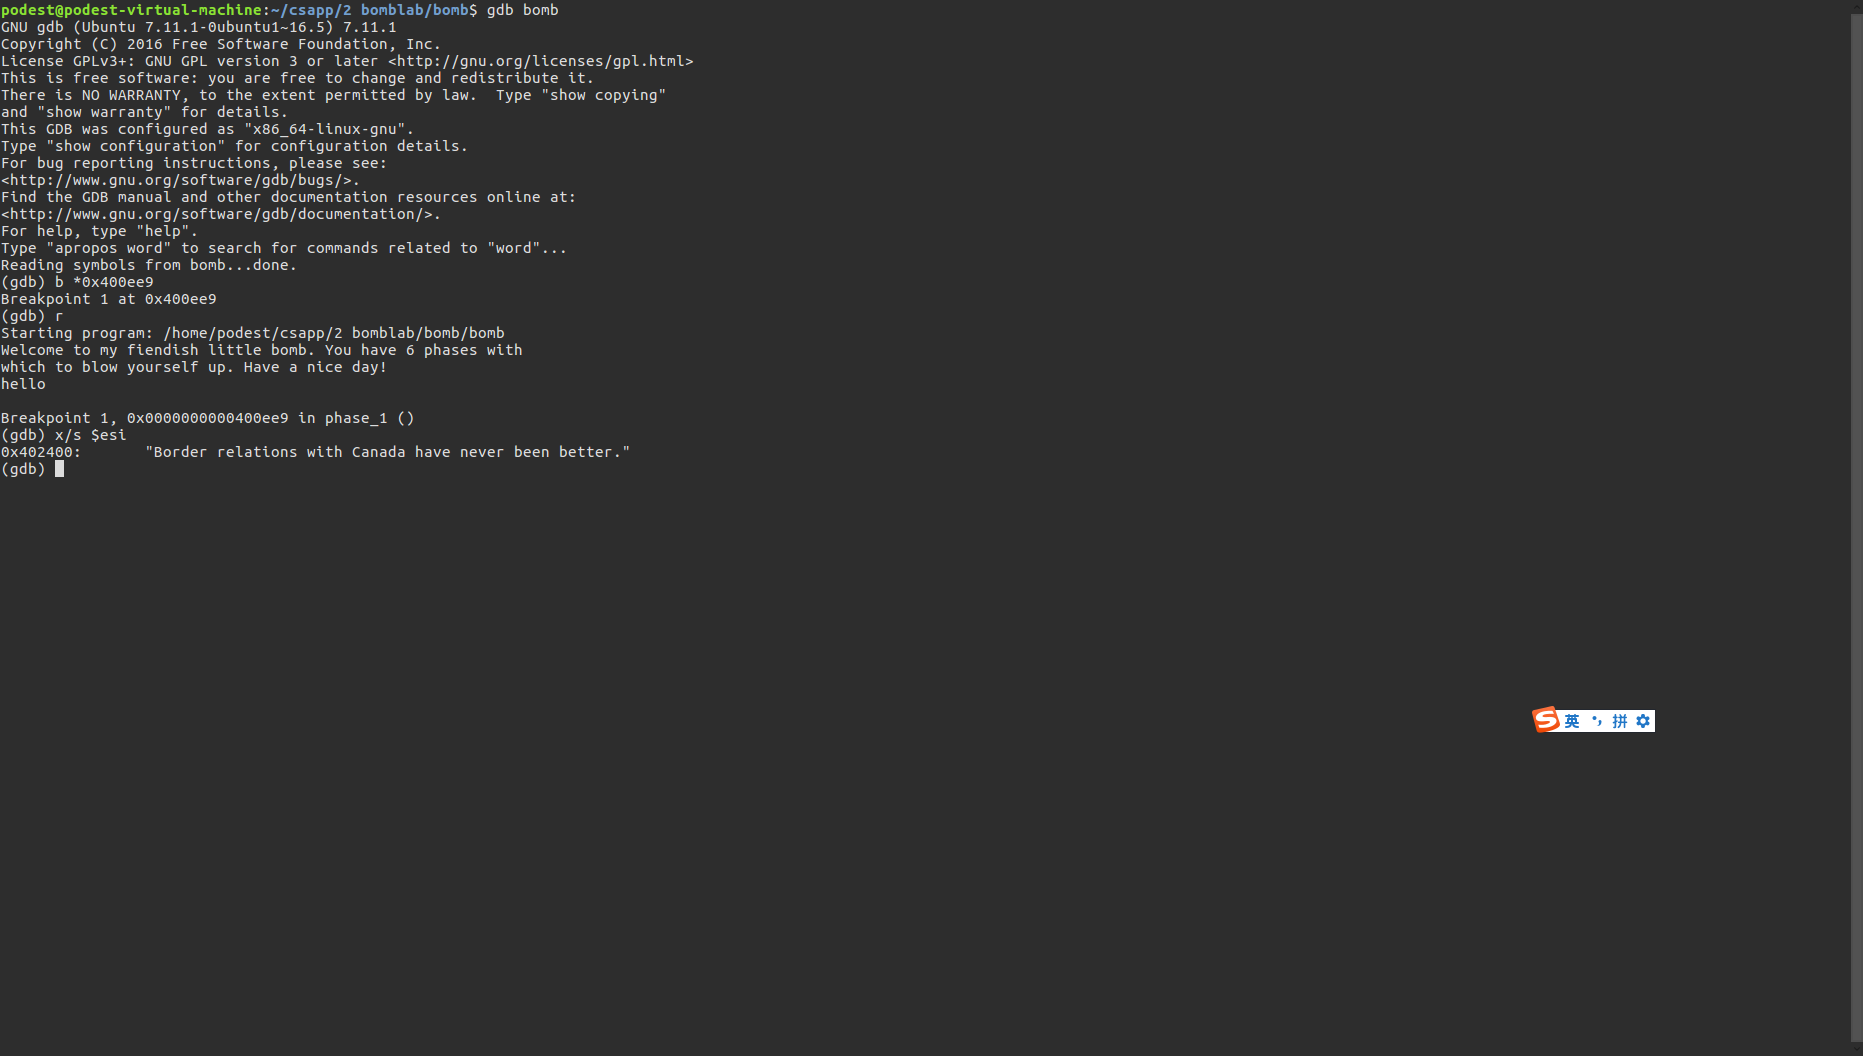 podest@podest-virtual-machine:~/csapp/2 bomblab/bomb$ gdb bomb
GNU gdb (Ubuntu 7.11.1-0ubuntu1~16.5) 7.11.1
Copyright (C) 2016 Free Software Foundation, Inc.
License GPLv3+: GNU GPL version 3 or later <http://gnu.org/licenses/gpl.html>
This is free software: you are free to change and redistribute it.
There is NO WARRANTY, to the extent permitted by law.  Type "show copying"
and "show warranty" for details.
This GDB was configured as "x86_64-linux-gnu".
Type "show configuration" for configuration details.
For bug reporting instructions, please see:
<http://www.gnu.org/software/gdb/bugs/>.
Find the GDB manual and other documentation resources online at:
<http://www.gnu.org/software/gdb/documentation/>.
For help, type "help".
Type "apropos word" to search for commands related to "word"...
Reading symbols from bomb...done.
(gdb) b *0x400ee9
Breakpoint 1 at 0x400ee9
(gdb) r
Starting program: /home/podest/csapp/2 bomblab/bomb/bomb
Welcome to my fiendish little bomb. You have 6 phases with
which to blow yourself up. Have a nice day!
hello
Breakpoint 1, 0x0000000000400ee9 in phase_1 ()
(gdb) x/s $esi
0x402400:       "Border relations with Canada have never been better."
(gdb)
S 英 ·, 拼